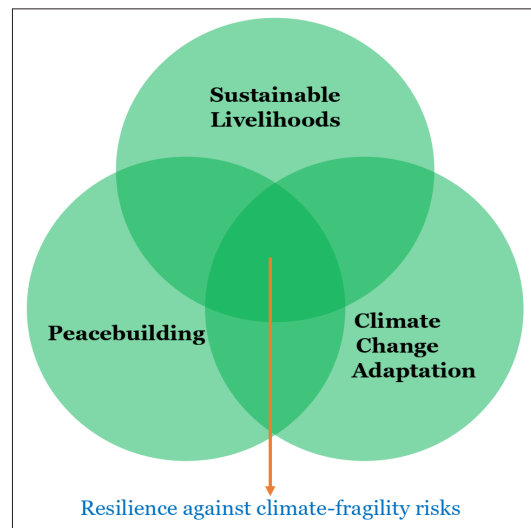 Sustainable
Livelihoods
Peacebuilding
Climate
Change
Adaptation
Resilience against climate-fragility risks